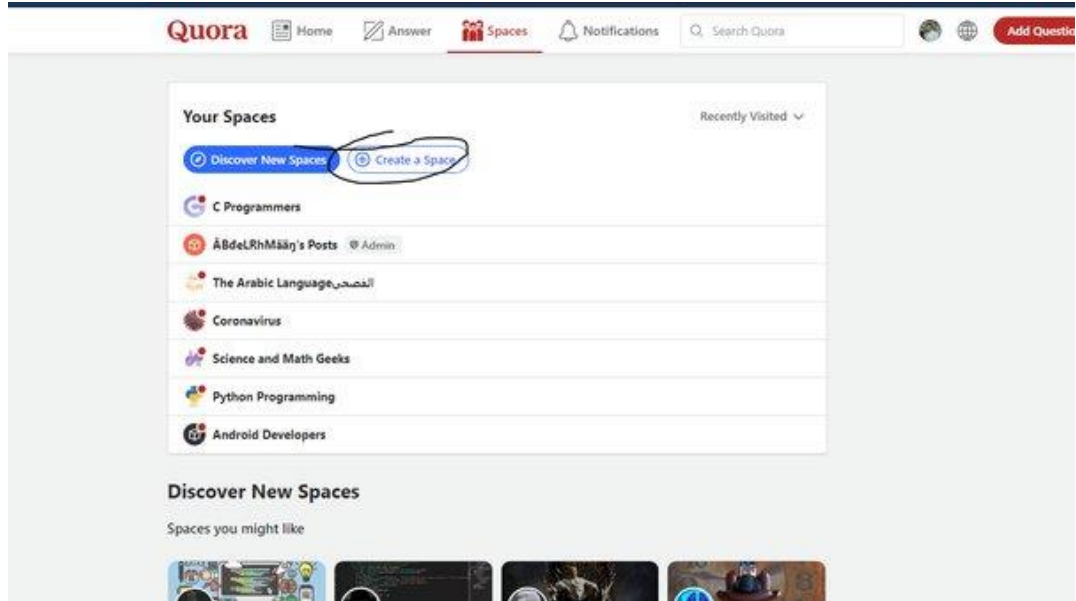 Quora Home Answer Spaces Notifications Search Quora Add Questio
Your Spaces Recently Visited
Discover New Spaces Create a Space
C Programmers
ÄBdeLRhMääŋ's Posts Admin
The Arabic Languageالفصحى
Coronavirus
Science and Math Geeks
Python Programming
Android Developers
Discover New Spaces
Spaces you might like